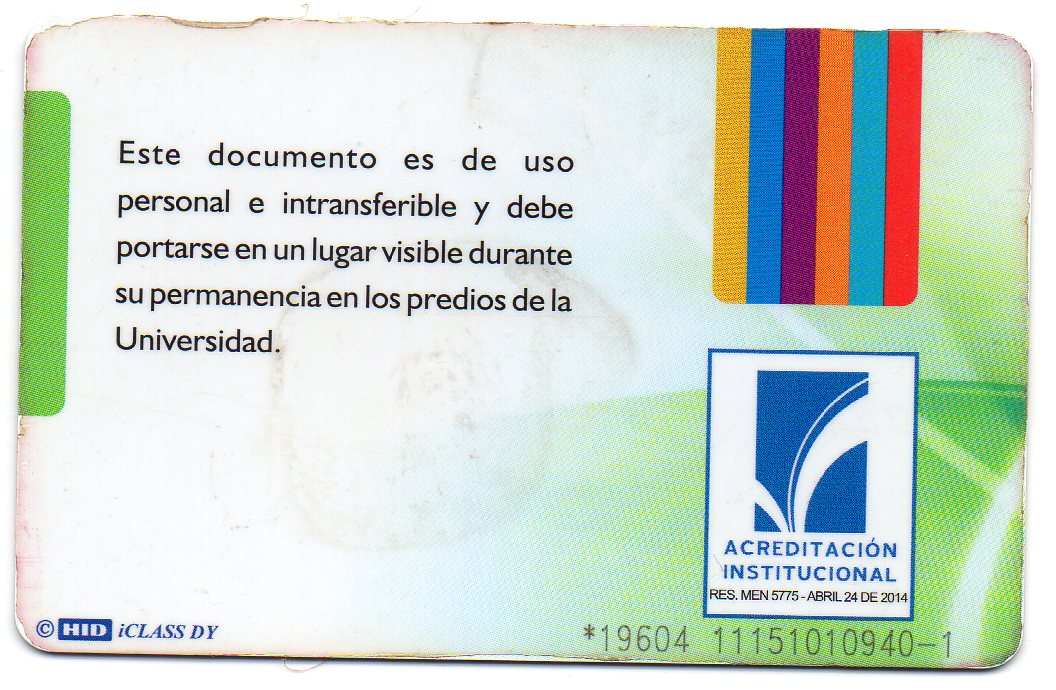 Este documento es de uso
personal e intransferible y debe
portarse en un lugar visible durante
su permanencia en los predios de la
Universidad.
ACREDITACIÓN
INSTITUCIONAL
RES. MEN 5775 - ABRIL 24 DE 2014
© HID iCLASS DY
*19604 11151010940-1